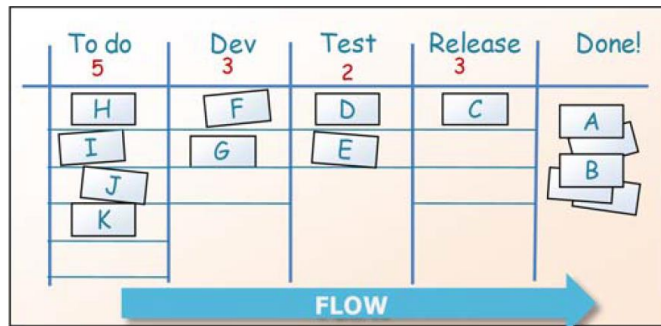 To do Dev Test Release Done!
5 3 2 3
H F D C A
I G E
J B
K
FLOW